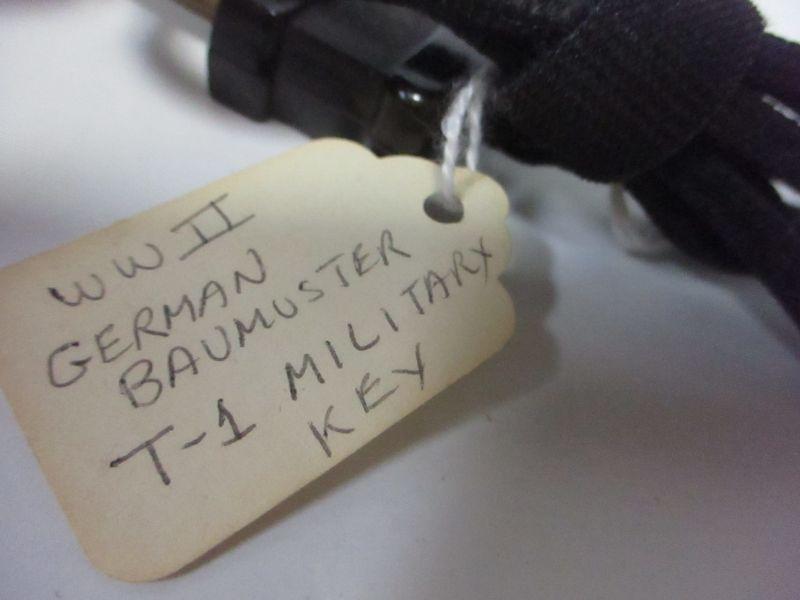 WW II
GERMAN
BAUMUSTER
T-1 MILITARY
KEY